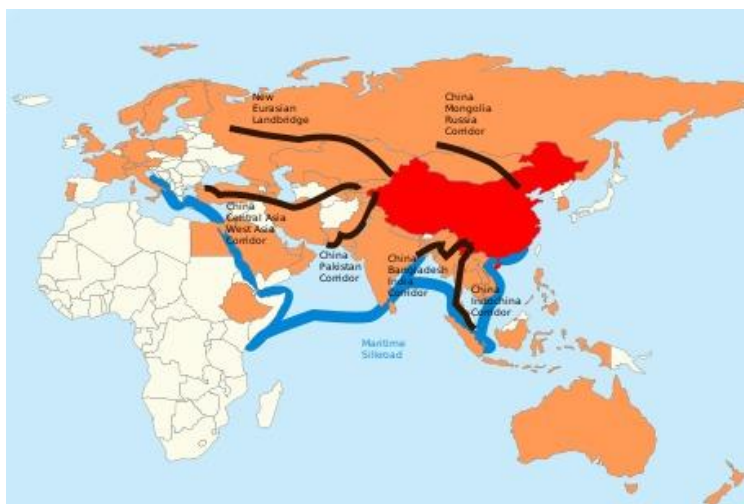 New
Eurasian
Landbridge
China
Mongolia
Russia
Corridor
China
Central Asia
West Asia
Corridor
China
Pakistan
Corridor
China
Bangladesh
India
Corridor
China
Indochina
Corridor
Maritime
Silkroad